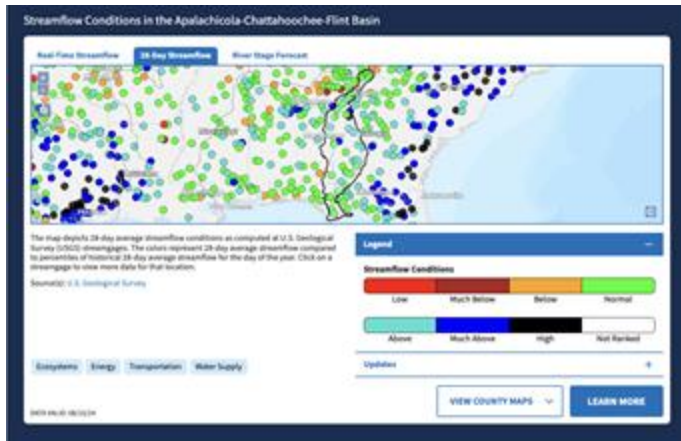 Streamflow Conditions in the Apalachicola-Chattahoochee-Flint Basin
Real-Time Streamflow
28-Day Streamflow
River Stage Forecast
The map depicts 28-day average streamflow conditions as computed at U.S. Geological
Survey (USGS) streamgages. The colors represent 28-day average streamflow compared
to percentiles of historical 28-day average streamflow for the day of the year. Click on a
streamgage to view more data for that location.
Source(s): U.S. Geological Survey
Ecosystems
Energy
Transportation
Water Supply
Legend
Streamflow Conditions
Low
Much Below
Below
Normal
Above
Much Above
High
Not Ranked
Updates
VIEW COUNTY MAPS
LEARN MORE
DATA VALID: